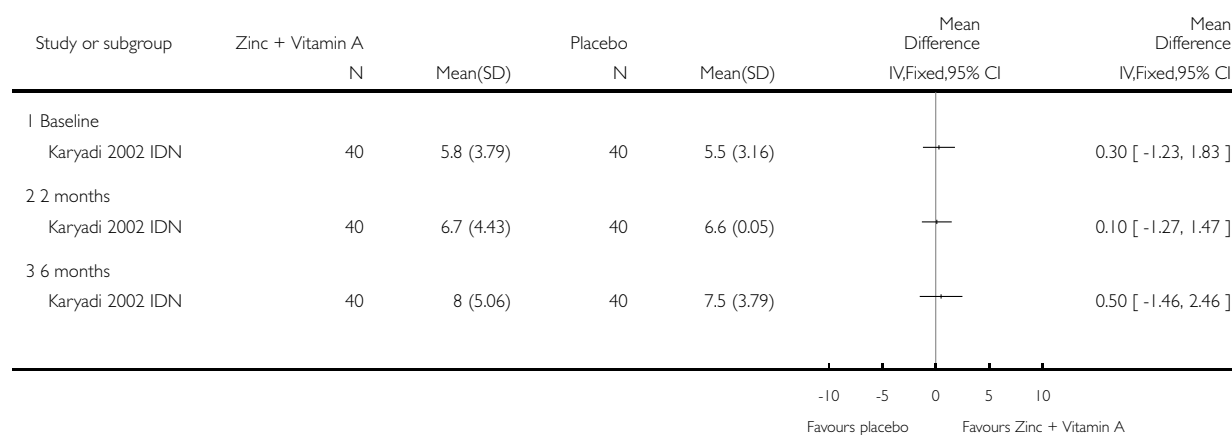 Study or subgroup Zinc + Vitamin A Placebo Mean Difference Mean Difference
N Mean(SD) N Mean(SD) IV,Fixed,95% CI IV,Fixed,95% CI
1 Baseline
Karyadi 2002 IDN 40 5.8 (3.79) 40 5.5 (3.16) 0.30 [ -1.23, 1.83 ]
2 2 months
Karyadi 2002 IDN 40 6.7 (4.43) 40 6.6 (0.05) 0.10 [ -1.27, 1.47 ]
3 6 months
Karyadi 2002 IDN 40 8 (5.06) 40 7.5 (3.79) 0.50 [ -1.46, 2.46 ]
-10 -5 0 5 10
Favours placebo Favours Zinc + Vitamin A